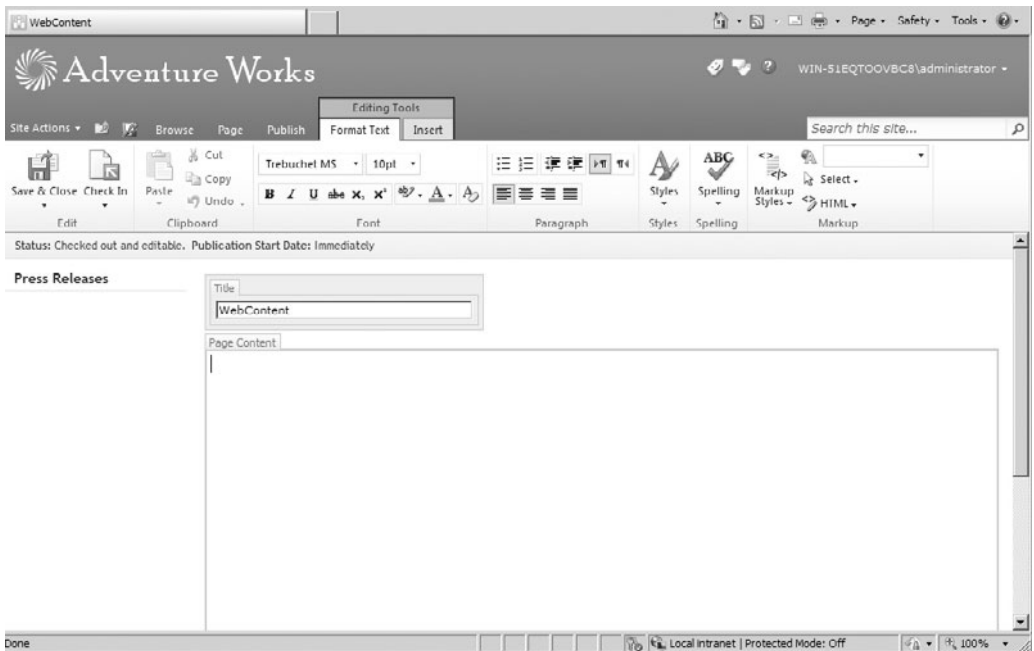 WebContent
Page Safety Tools
Adventure Works
WIN-51EQTOOVBC8\administrator
Editing Tools
Site Actions Browse Page Publish Format Text Insert Search this site...
Save & Close Check In Paste Cut Copy Undo
Trebuchet MS 10pt
B I U abc X, X² ab A A
Styles Spelling Markup Styles Select HTML
Edit Clipboard Font Paragraph Styles Spelling Markup
Status: Checked out and editable. Publication Start Date: Immediately
Press Releases
Title
WebContent
Page Content
Done Local intranet | Protected Mode: Off 100%